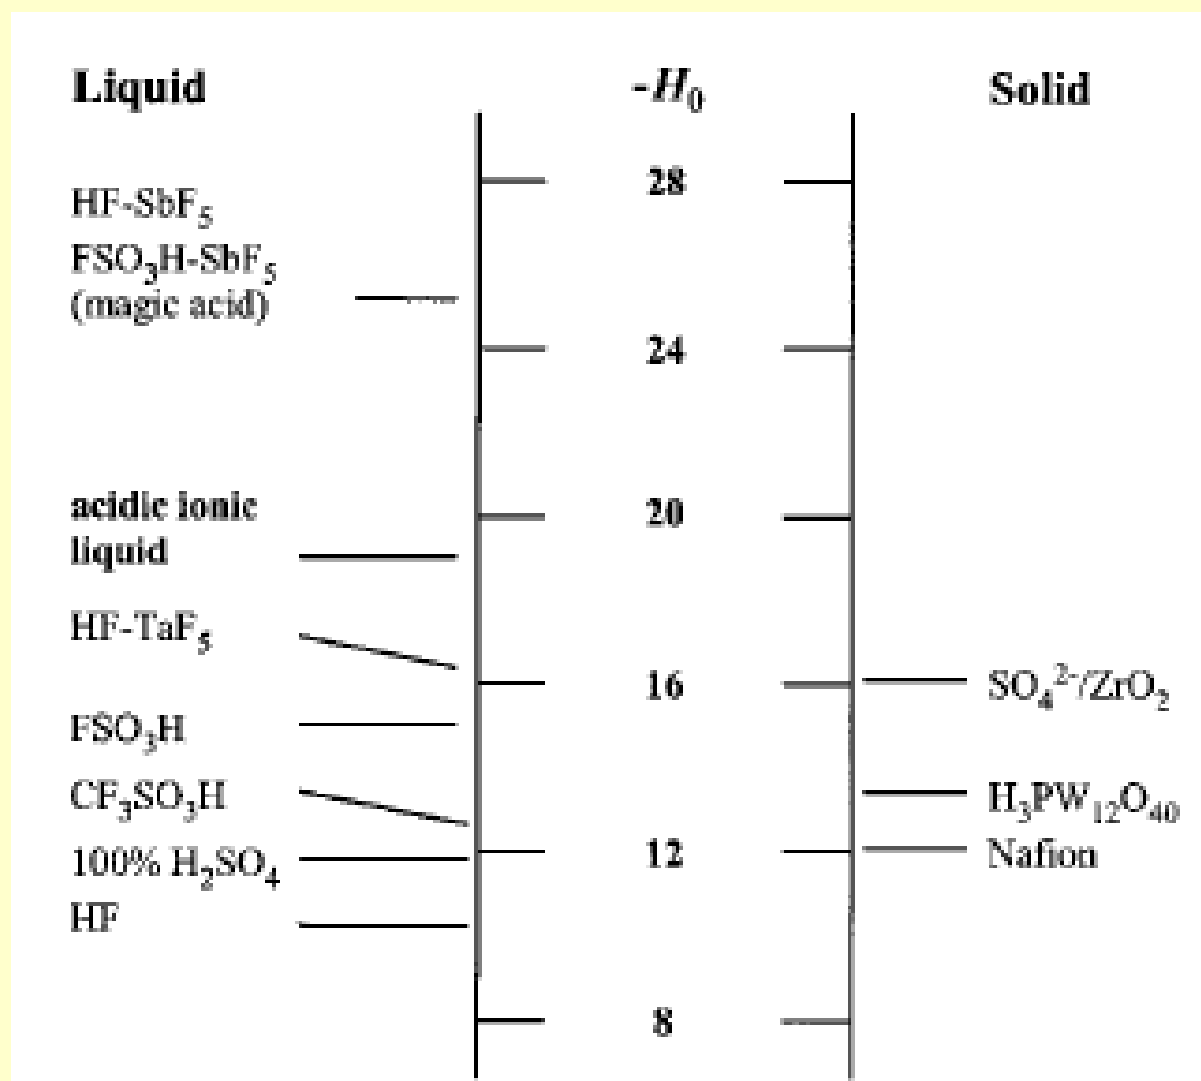 Liquid
-H₀
Solid
28
HF-SbF₅
FSO₃H-SbF₅
(magic acid)
24
acidic ionic
liquid
20
HF-TaF₅
16
SO₄²⁻/ZrO₂
FSO₃H
CF₃SO₃H
H₃PW₁₂O₄₀
100% H₂SO₄
12
Nafion
HF
8